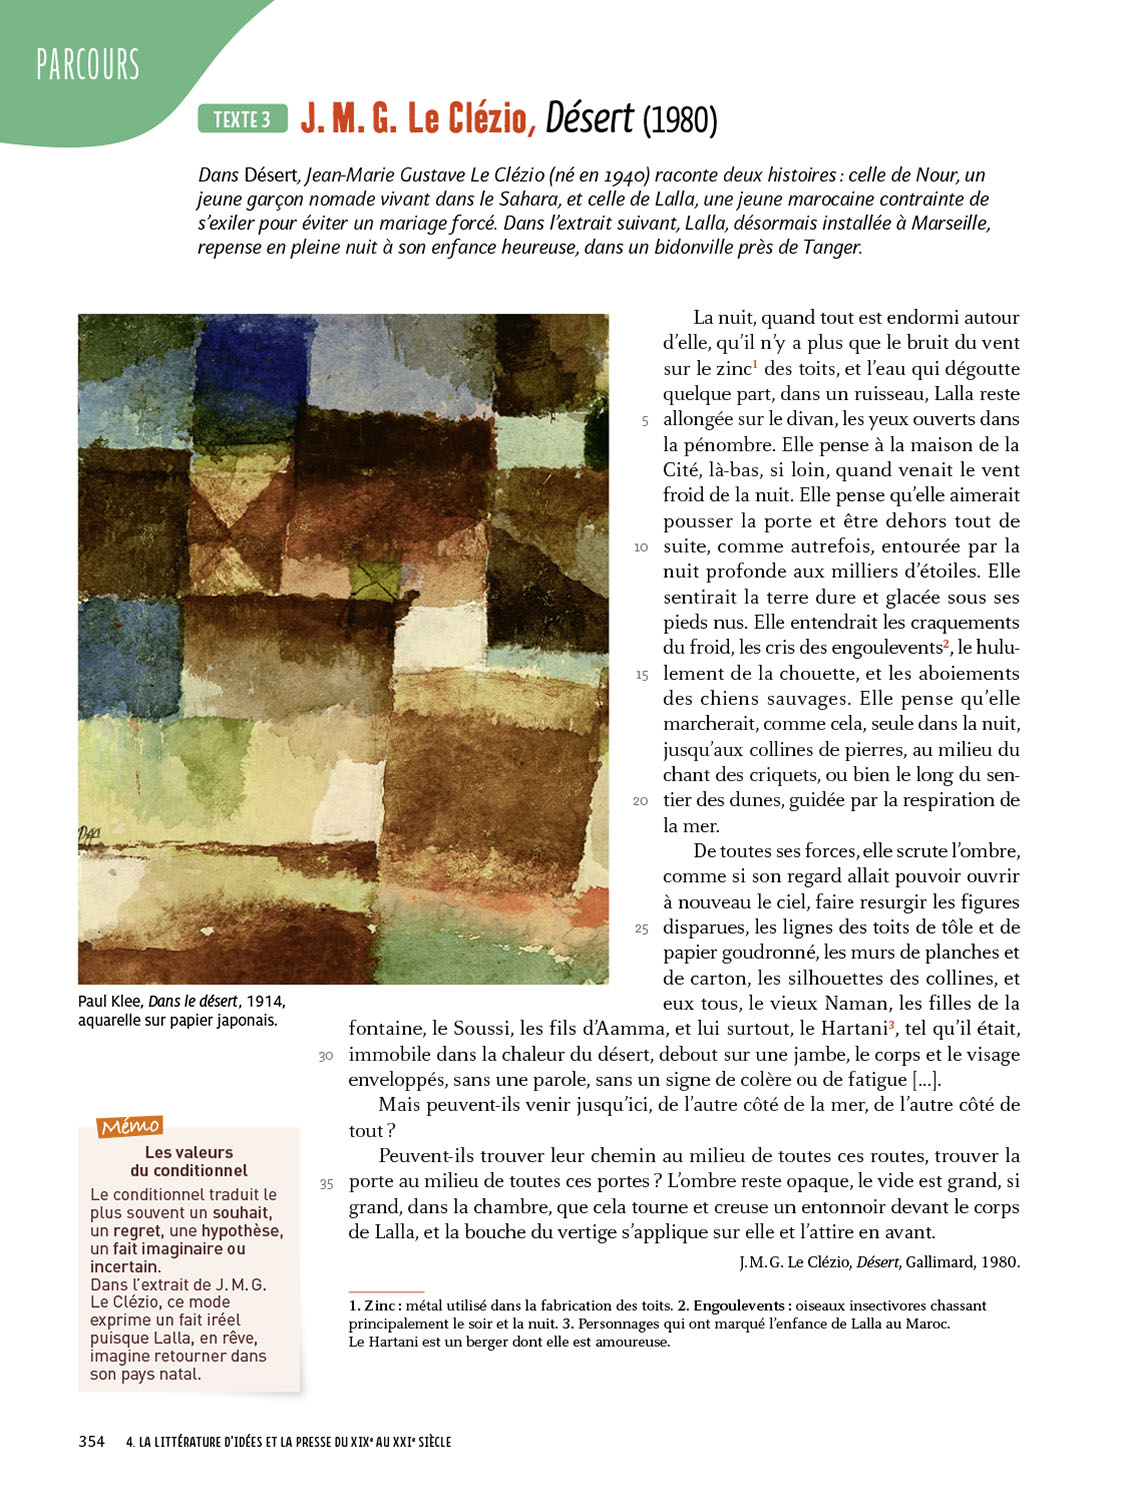 PARCOURS
TEXTE 3 J. M. G. Le Clézio, Désert (1980)
Dans Désert, Jean-Marie Gustave Le Clézio (né en 1940) raconte deux histoires : celle de Nour, un
jeune garçon nomade vivant dans le Sahara, et celle de Lalla, une jeune marocaine contrainte de
s'exiler pour éviter un mariage forcé. Dans l'extrait suivant, Lalla, désormais installée à Marseille,
repense en pleine nuit à son enfance heureuse, dans un bidonville près de Tanger.
La nuit, quand tout est endormi autour
d'elle, qu'il n'y a plus que le bruit du vent
sur le zinc1 des toits, et l'eau qui dégoutte
quelque part, dans un ruisseau, Lalla reste
5 allongée sur le divan, les yeux ouverts dans
la pénombre. Elle pense à la maison de la
Cité, là-bas, si loin, quand venait le vent
froid de la nuit. Elle pense qu'elle aimerait
pousser la porte et être dehors tout de
10 suite, comme autrefois, entourée par la
nuit profonde aux milliers d'étoiles. Elle
sentirait la terre dure et glacée sous ses
pieds nus. Elle entendrait les craquements
du froid, les cris des engoulevents2, le hulu-
15 lement de la chouette, et les aboiements
des chiens sauvages. Elle pense qu'elle
marcherait, comme cela, seule dans la nuit,
jusqu'aux collines de pierres, au milieu du
chant des criquets, ou bien le long du sen-
20 tier des dunes, guidée par la respiration de
la mer.
De toutes ses forces, elle scrute l'ombre,
comme si son regard allait pouvoir ouvrir
à nouveau le ciel, faire resurgir les figures
25 disparues, les lignes des toits de tôle et de
papier goudronné, les murs de planches et
de carton, les silhouettes des collines, et
eux tous, le vieux Naman, les filles de la
fontaine, le Soussi, les fils d'Aamma, et lui surtout, le Hartani3, tel qu'il était,
30 immobile dans la chaleur du désert, debout sur une jambe, le corps et le visage
enveloppés, sans une parole, sans un signe de colère ou de fatigue [...].
Mais peuvent-ils venir jusqu'ici, de l'autre côté de la mer, de l'autre côté de
tout ?
Peuvent-ils trouver leur chemin au milieu de toutes ces routes, trouver la
35 porte au milieu de toutes ces portes ? L'ombre reste opaque, le vide est grand, si
grand, dans la chambre, que cela tourne et creuse un entonnoir devant le corps
de Lalla, et la bouche du vertige s'applique sur elle et l'attire en avant.
J.M.G. Le Clézio, Désert, Gallimard, 1980.
1. Zinc : métal utilisé dans la fabrication des toits. 2. Engoulevents : oiseaux insectivores chassant
principalement le soir et la nuit. 3. Personnages qui ont marqué l'enfance de Lalla au Maroc.
Le Hartani est un berger dont elle est amoureuse.
Paul Klee, Dans le désert, 1914,
aquarelle sur papier japonais.
Mémo
Les valeurs
du conditionnel
Le conditionnel traduit le
plus souvent un souhait,
un regret, une hypothèse,
un fait imaginaire ou
incertain.
Dans l'extrait de J. M. G.
Le Clézio, ce mode
exprime un fait iréel
puisque Lalla, en rêve,
imagine retourner dans
son pays natal.
354 4. LA LITTÉRATURE D'IDÉES ET LA PRESSE DU XIXe AU XXIe SIÈCLE